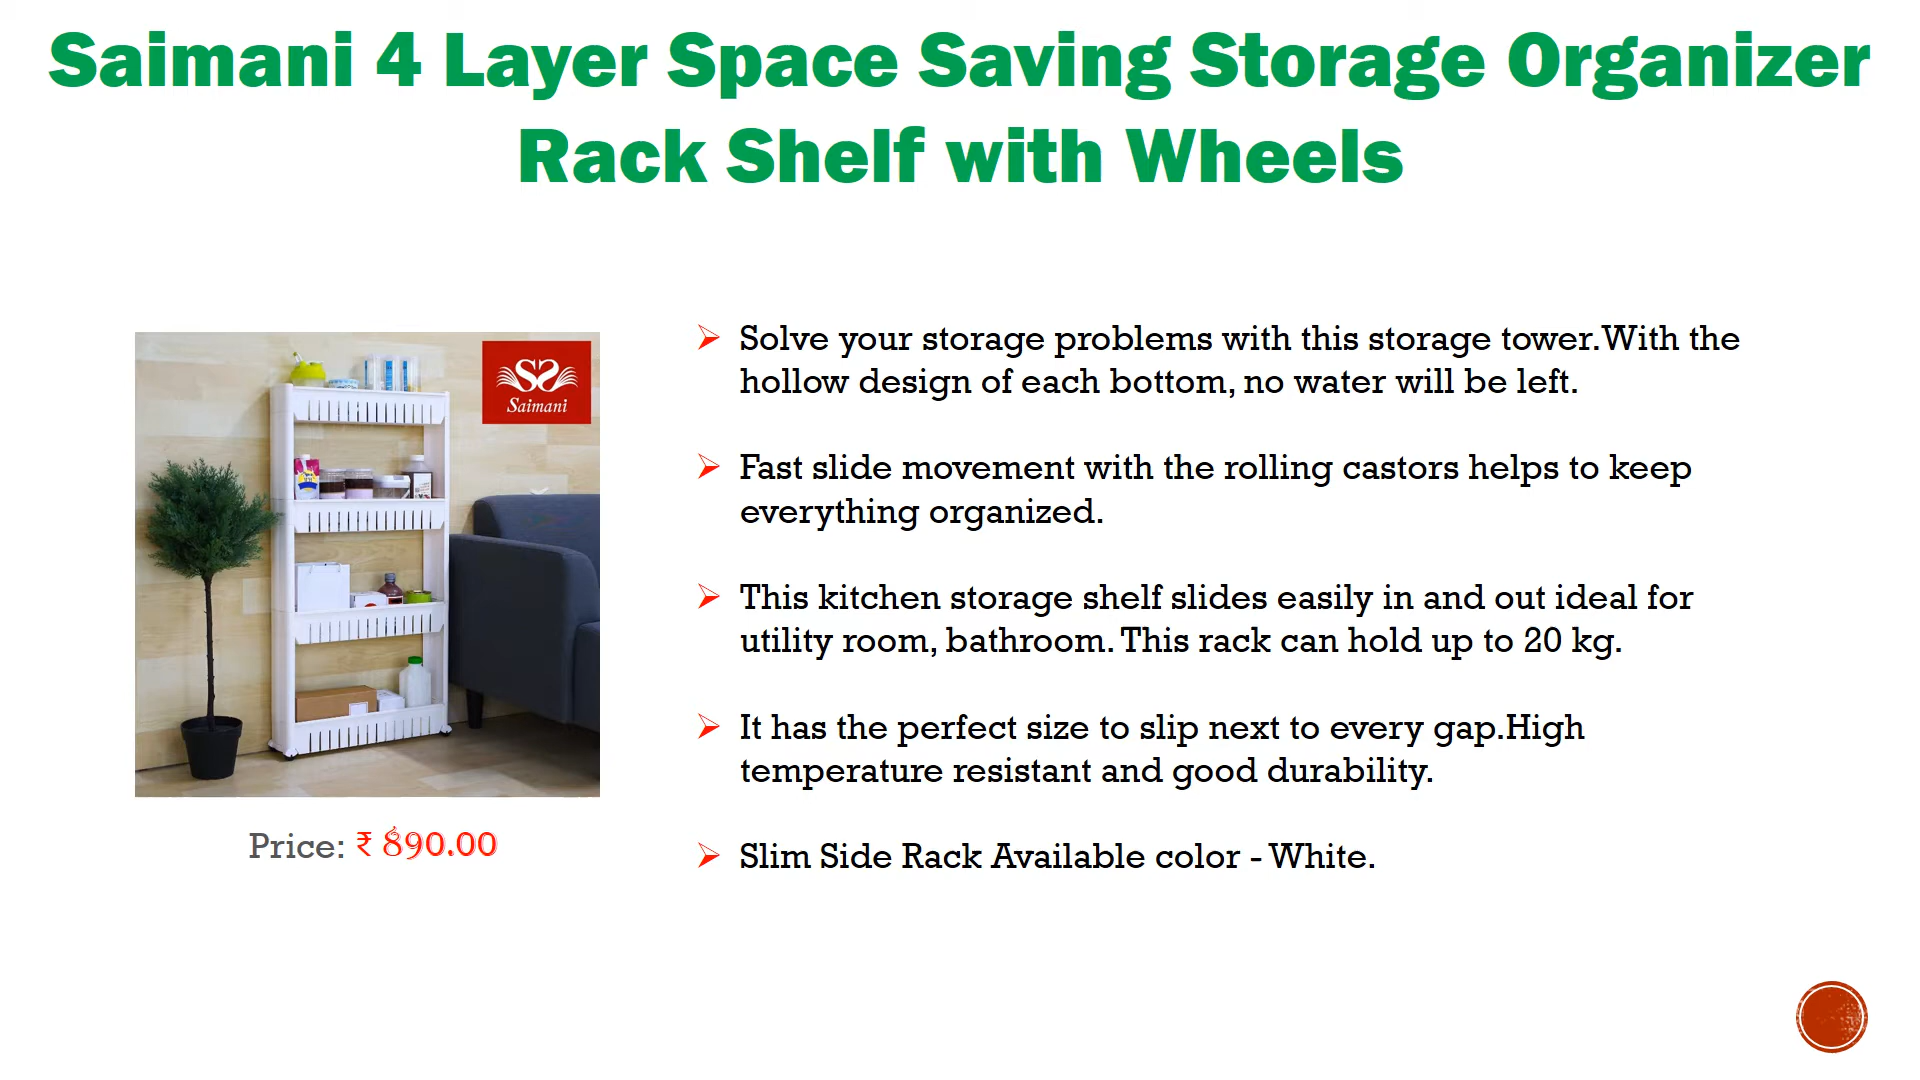 Saimani 4 Layer Space Saving Storage Organizer
Rack Shelf with Wheels
Saimani
Price: ₹ 890.00
Solve your storage problems with this storage tower.With the
hollow design of each bottom, no water will be left.
Fast slide movement with the rolling castors helps to keep
everything organized.
This kitchen storage shelf slides easily in and out ideal for
utility room, bathroom. This rack can hold up to 20 kg.
It has the perfect size to slip next to every gap.High
temperature resistant and good durability.
Slim Side Rack Available color - White.